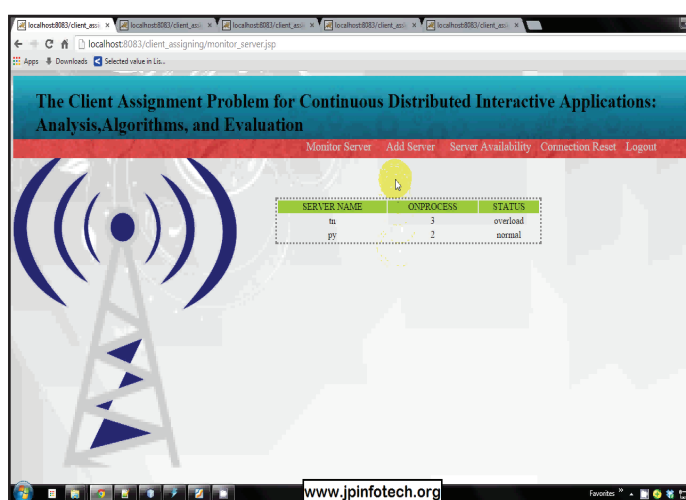 localhost:8083/client_assi localhost:8083/client_assi localhost:8083/client_assi localhost:8083/client_assi localhost:8083/client_assi
localhost:8083/client_assigning/monitor_server.jsp
Apps Downloads Selected value in Lis...
The Client Assignment Problem for Continuous Distributed Interactive Applications:
Analysis,Algorithms, and Evaluation
Monitor Server Add Server Server Availability Connection Reset Logout
SERVER NAME ONPROCESS STATUS
tn 3 overload
py 2 normal
www.jpinfotech.org
Favorites »